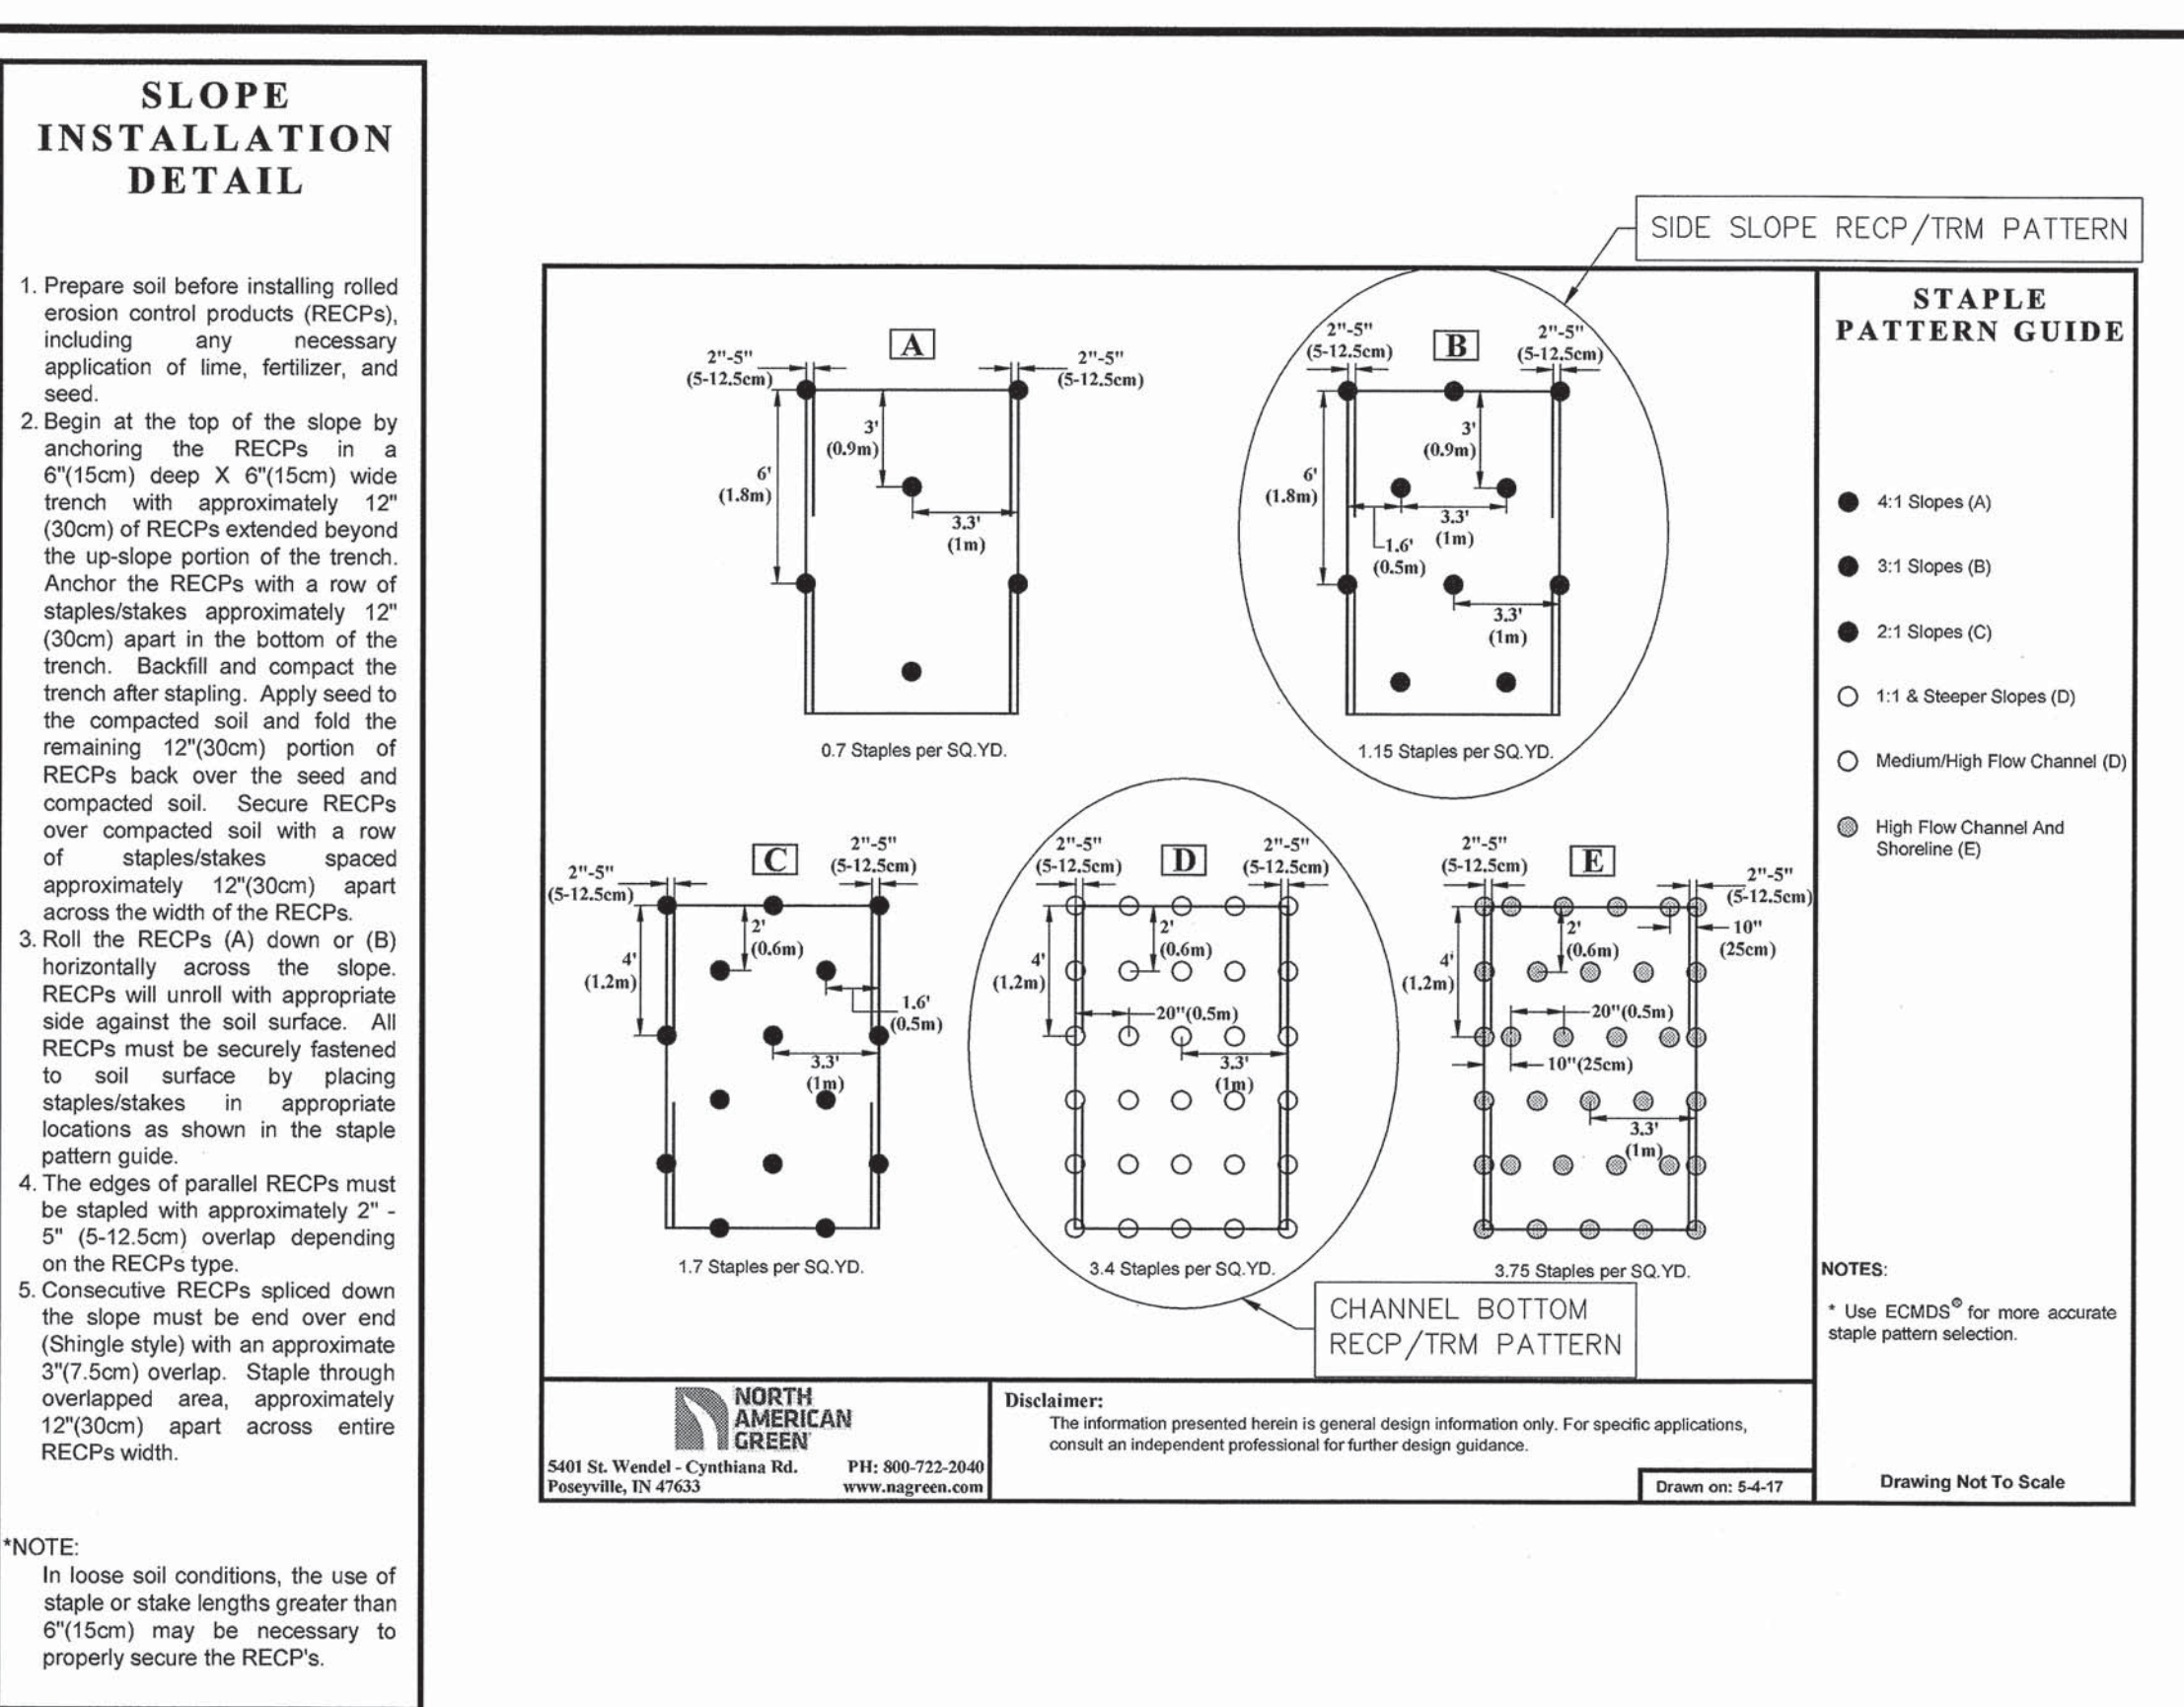 SLOPE
INSTALLATION
DETAIL
1. Prepare soil before installing rolled
erosion control products (RECPs),
including any necessary
application of lime, fertilizer, and
seed.
2. Begin at the top of the slope by
anchoring the RECPs in a
6"(15cm) deep X 6"(15cm) wide
trench with approximately 12"
(30cm) of RECPs extended beyond
the up-slope portion of the trench.
Anchor the RECPs with a row of
staples/stakes approximately 12"
(30cm) apart in the bottom of the
trench. Backfill and compact the
trench after stapling. Apply seed to
the compacted soil and fold the
remaining 12"(30cm) portion of
RECPs back over the seed and
compacted soil. Secure RECPs
over compacted soil with a row
of staples/stakes spaced
approximately 12"(30cm) apart
across the width of the RECPs.
3. Roll the RECPs (A) down or (B)
horizontally across the slope.
RECPs will unroll with appropriate
side against the soil surface. All
RECPs must be securely fastened
to soil surface by placing
staples/stakes in appropriate
locations as shown in the staple
pattern guide.
4. The edges of parallel RECPs must
be stapled with approximately 2" -
5" (5-12.5cm) overlap depending
on the RECPs type.
5. Consecutive RECPs spliced down
the slope must be end over end
(Shingle style) with an approximate
3"(7.5cm) overlap. Staple through
overlapped area, approximately
12"(30cm) apart across entire
RECPs width.
*NOTE:
In loose soil conditions, the use of
staple or stake lengths greater than
6"(15cm) may be necessary to
properly secure the RECP's.
SIDE SLOPE RECP/TRM PATTERN
A
2"-5"
(5-12.5cm)
2"-5"
(5-12.5cm)
3'
(0.9m)
6'
(1.8m)
3.3'
(1m)
0.7 Staples per SQ.YD.
B
2"-5"
(5-12.5cm)
2"-5"
(5-12.5cm)
3'
(0.9m)
6'
(1.8m)
3.3'
(1m)
1.6'
(0.5m)
3.3'
(1m)
1.15 Staples per SQ.YD.
C
2"-5"
(5-12.5cm)
2"-5"
(5-12.5cm)
2'
(0.6m)
4'
(1.2m)
1.6'
(0.5m)
3.3'
(1m)
1.7 Staples per SQ.YD.
D
2"-5"
(5-12.5cm)
2"-5"
(5-12.5cm)
2'
(0.6m)
4'
(1.2m)
20"(0.5m)
3.3'
(1m)
3.4 Staples per SQ.YD.
E
2"-5"
(5-12.5cm)
2"-5"
(5-12.5cm)
10"
(25cm)
2'
(0.6m)
4'
(1.2m)
20"(0.5m)
10"(25cm)
3.3'
(1m)
3.75 Staples per SQ.YD.
CHANNEL BOTTOM
RECP/TRM PATTERN
STAPLE
PATTERN GUIDE
4:1 Slopes (A)
3:1 Slopes (B)
2:1 Slopes (C)
1:1 & Steeper Slopes (D)
Medium/High Flow Channel (D)
High Flow Channel And
Shoreline (E)
NOTES:
* Use ECMDS® for more accurate
staple pattern selection.
Drawing Not To Scale
NORTH
AMERICAN
GREEN
5401 St. Wendel - Cynthiana Rd. PH: 800-722-2040
Poseyville, IN 47633 www.nagreen.com
Disclaimer:
The information presented herein is general design information only. For specific applications,
consult an independent professional for further design guidance.
Drawn on: 5-4-17